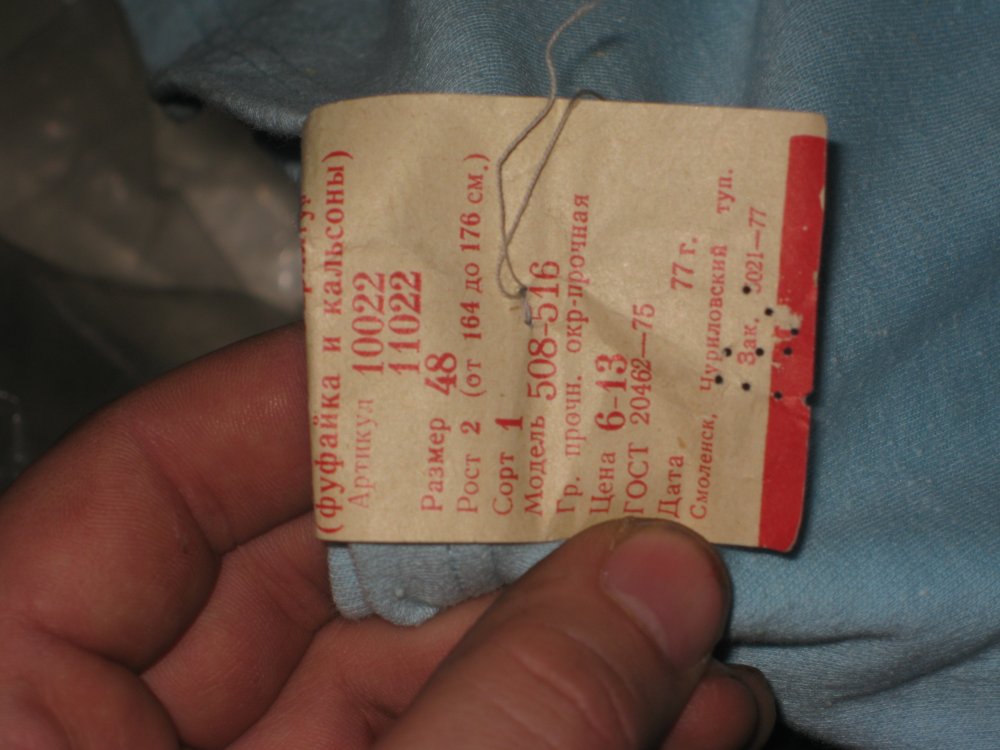 (фуфайка и кальсоны)
Артикул 10022
11022
Размер 48
Рост 2 (от 164 до 176 см.)
Сорт 1
Модель 508-516
Гр. прочн. окр-прочная
Цена 6-13
ГОСТ 20462—75
Дата 77 г.
Смоленск, Чуриловский туп.
Зак. 5021—77